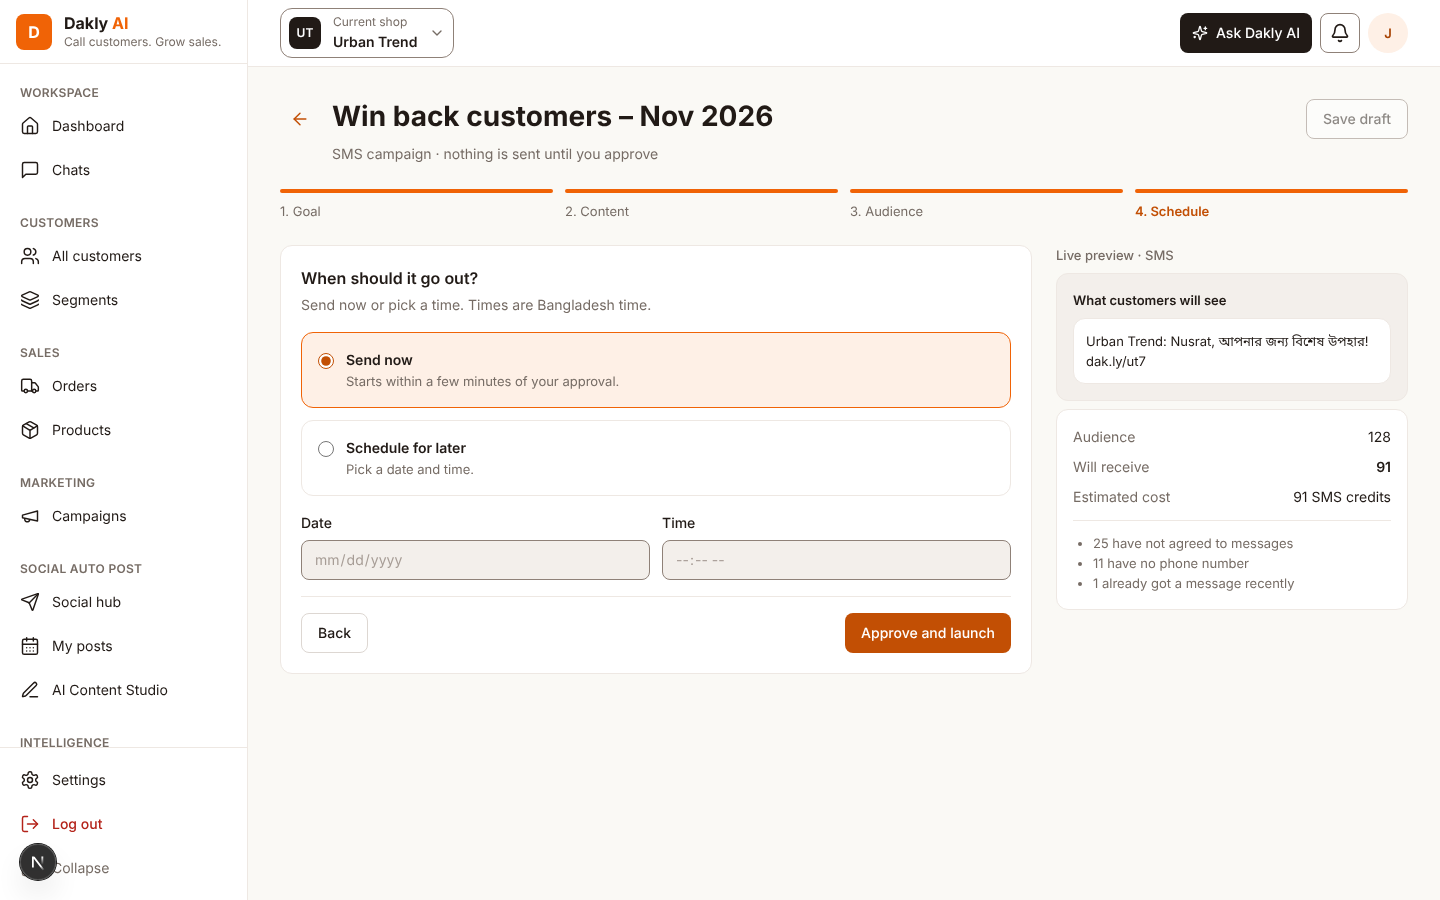 D
Dakly AI
Call customers. Grow sales.
WORKSPACE
Dashboard
Chats
CUSTOMERS
All customers
Segments
SALES
Orders
Products
MARKETING
Campaigns
SOCIAL AUTO POST
Social hub
My posts
AI Content Studio
INTELLIGENCE
Settings
Log out
N
Collapse
UT
Current shop
Urban Trend
Ask Dakly AI
J
Win back customers – Nov 2026
SMS campaign · nothing is sent until you approve
Save draft
1. Goal
2. Content
3. Audience
4. Schedule
When should it go out?
Send now or pick a time. Times are Bangladesh time.
Send now
Starts within a few minutes of your approval.
Schedule for later
Pick a date and time.
Date
Time
mm/dd/yyyy
--:-- --
Back
Approve and launch
Live preview · SMS
What customers will see
Urban Trend: Nusrat, আপনার জন্য বিশেষ উপহার!
dak.ly/ut7
Audience 128
Will receive 91
Estimated cost 91 SMS credits
• 25 have not agreed to messages
• 11 have no phone number
• 1 already got a message recently